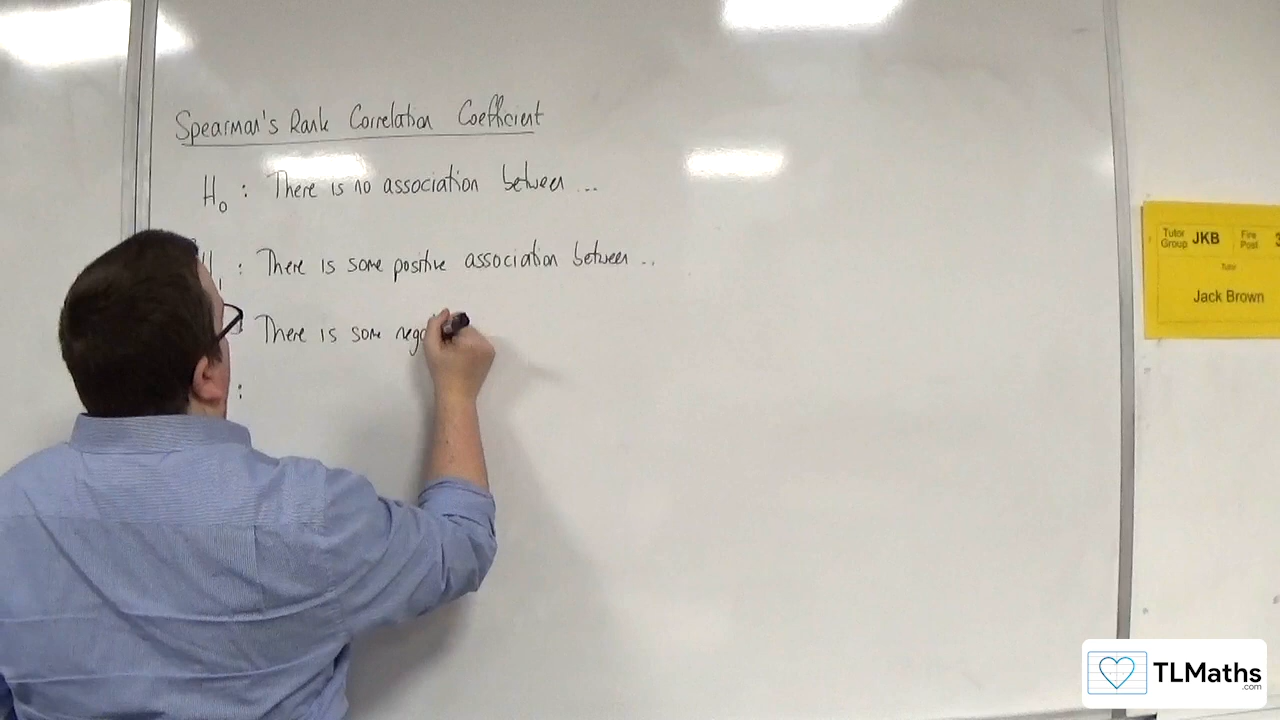 Spearman's Rank Correlation Coefficient
H₀ : There is no association between ...
H₁ : There is some positive association between ..
There is some nega
:
Tutor Group JKB Fire Post 3
Tutor
Jack Brown
TLMaths
.com